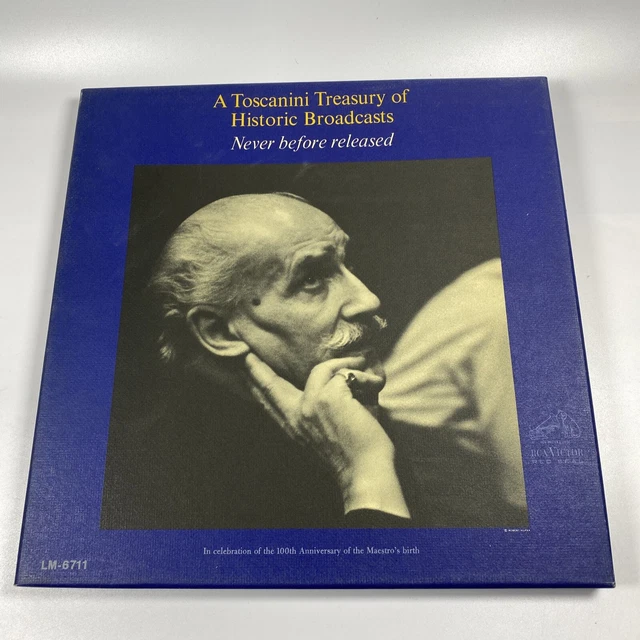 A Toscanini Treasury of
Historic Broadcasts
Never before released
RCA VICTOR
RED SEAL
In celebration of the 100th Anniversary of the Maestro's birth
LM-6711